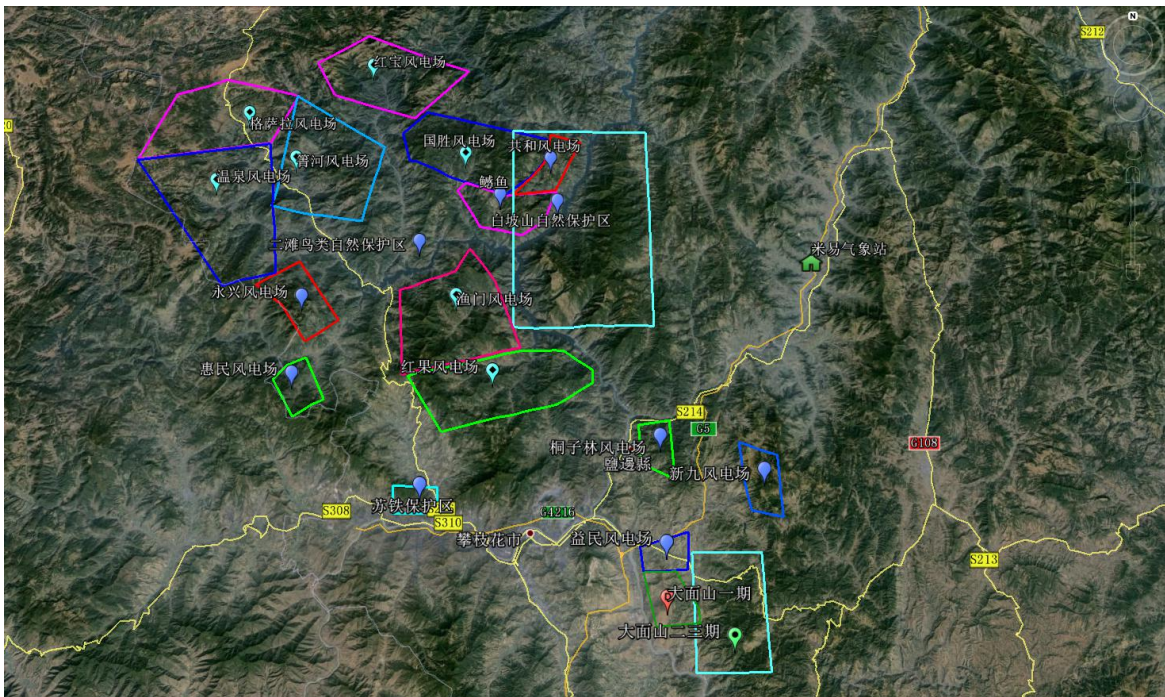 N
S212
红宝风电场
格萨拉风电场
20
国胜风电场
共和风电场
箐河风电场
温泉风电场
鳡鱼
白坡山自然保护区
二滩鸟类自然保护区
米易气象站
永兴风电场
渔门风电场
惠民风电场
红果风电场
S214
G5
G108
桐子林风电场
鹽邊縣
新九风电场
苏铁保护区
S308
S310
G4216
攀枝花市
益民风电场
S213
大面山一期
大面山二三期